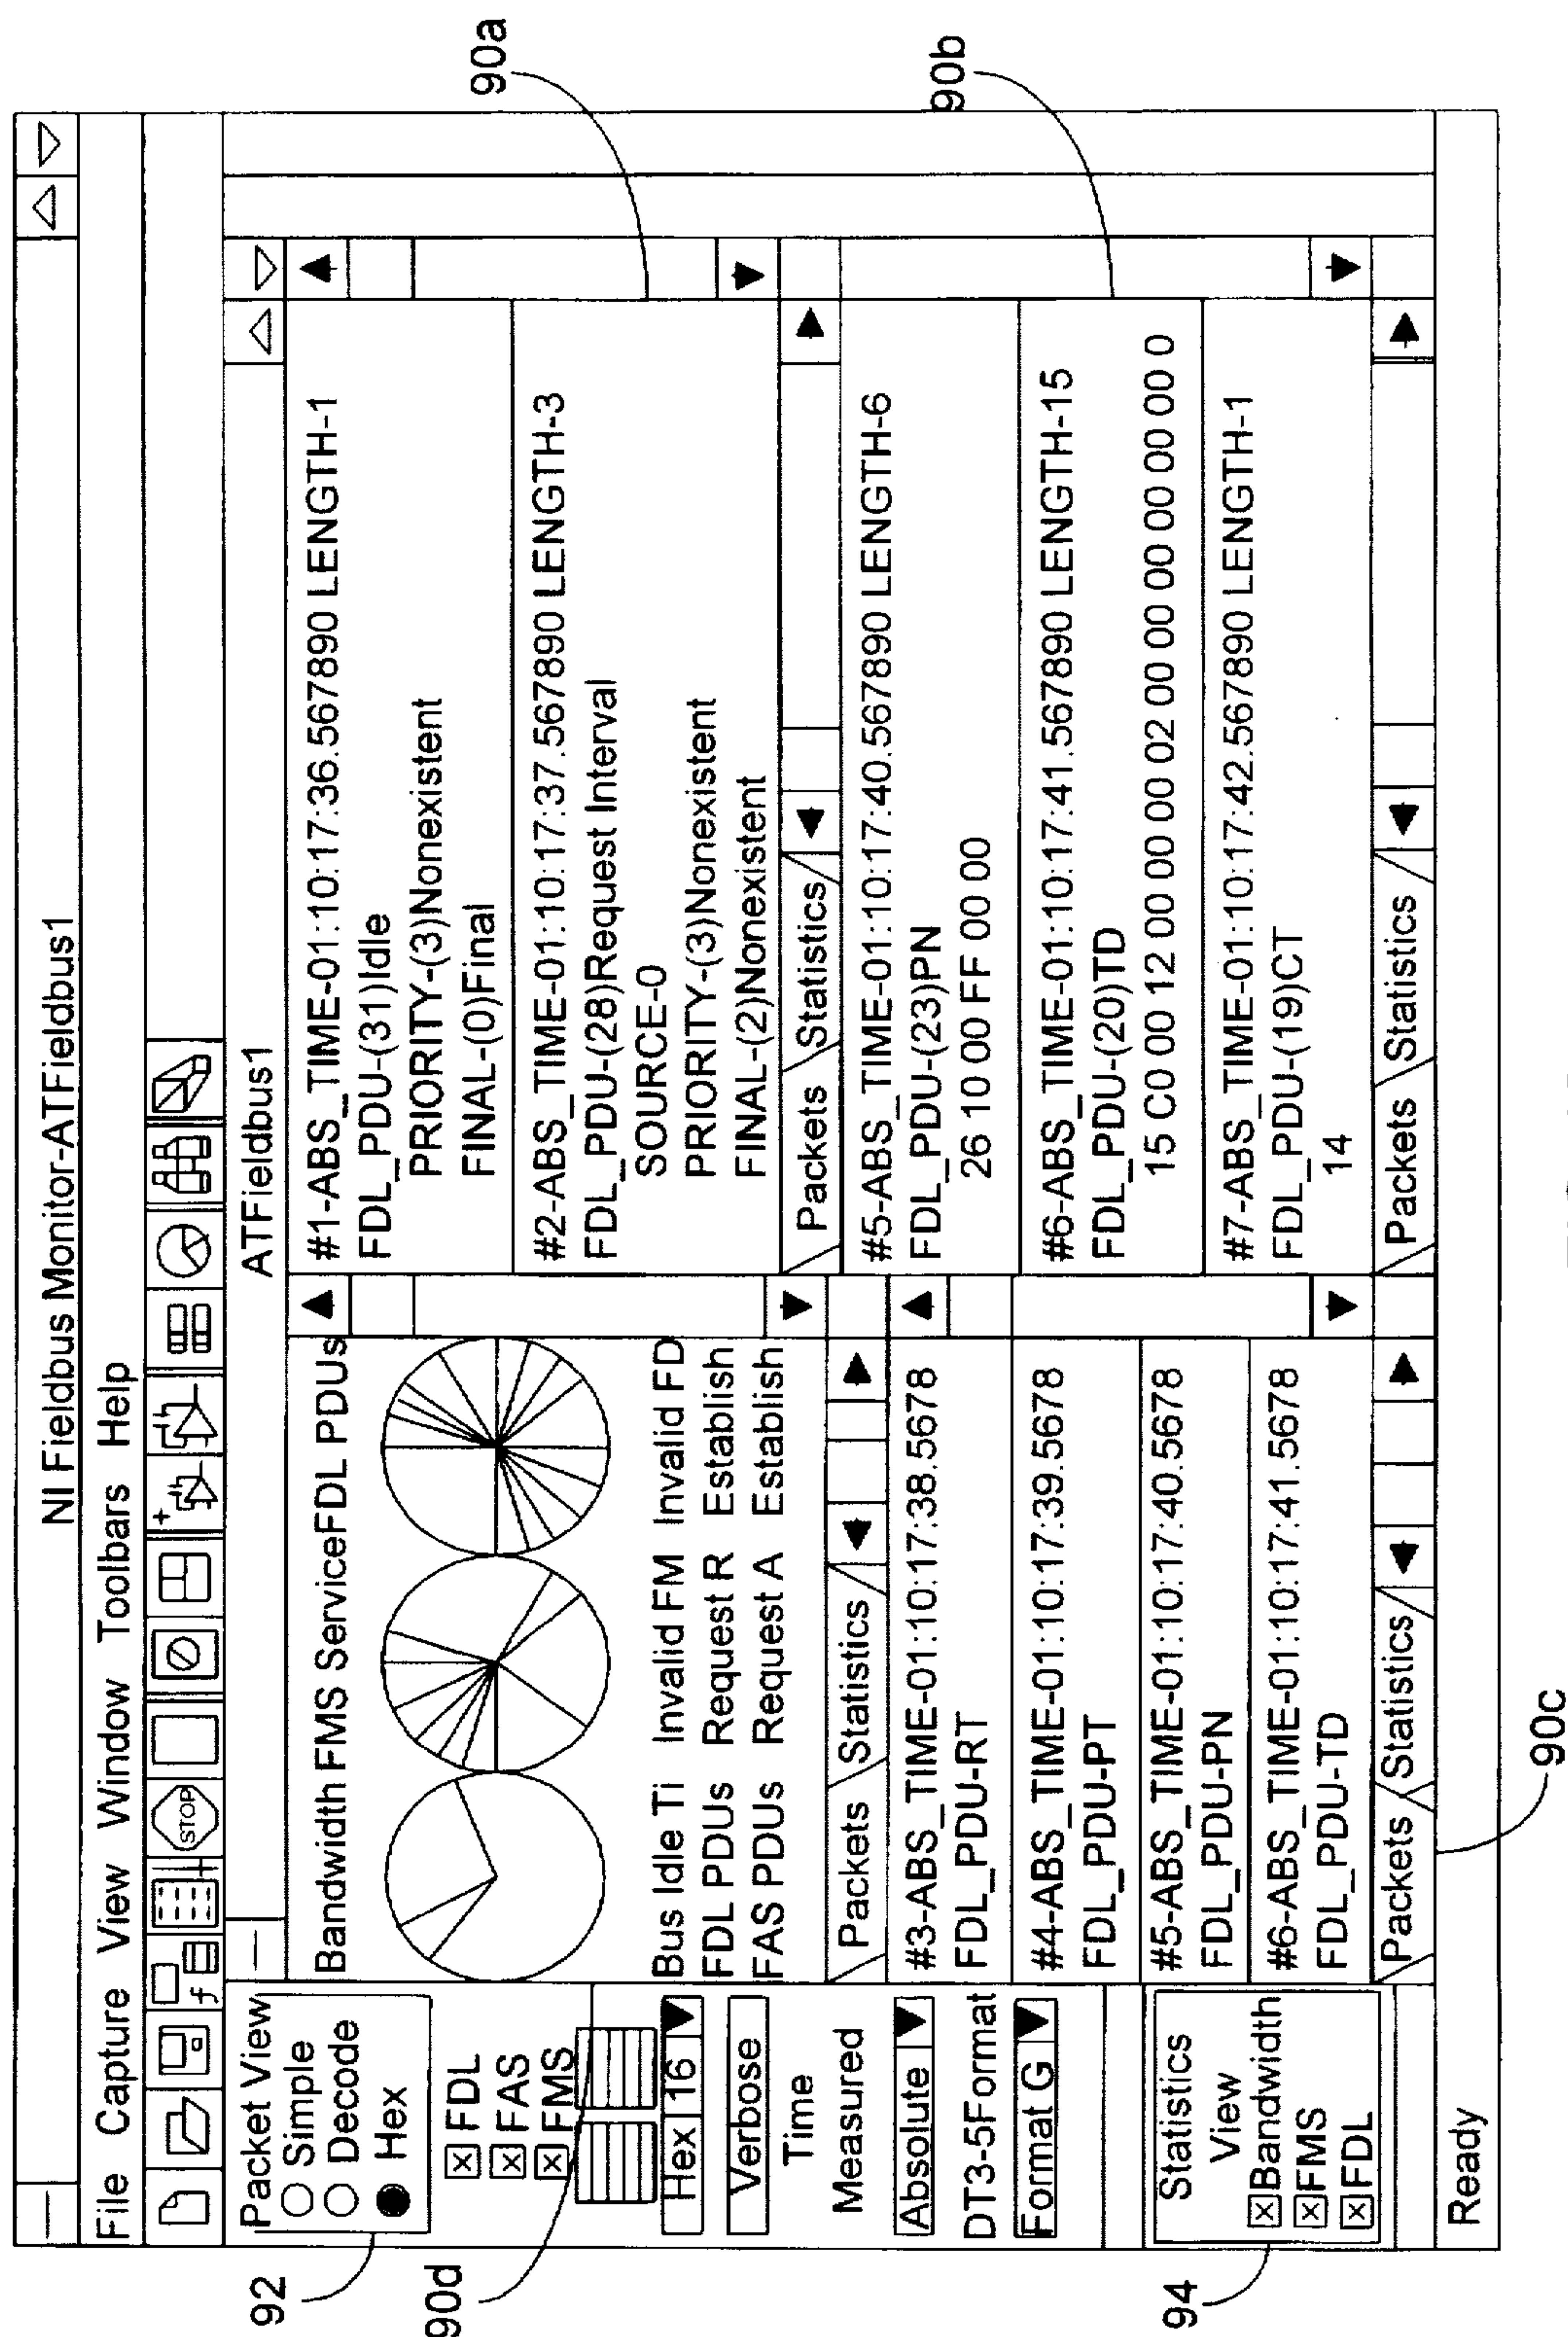 NI Fieldbus Monitor-ATFieldbus1
File Capture View Window Toolbars Help
STOP
f
+
ATFieldbus1
Packet View
Simple
Decode
Hex
FDL
FAS
FMS
Hex 16
Verbose
Time
Measured
Absolute
DT3-5Format
Format G
Statistics
View
Bandwidth
FMS
FDL
Bandwidth FMS ServiceFDL PDUs
Bus Idle Ti Invalid FM Invalid FD
FDL PDUs Request R Establish
FAS PDUs Request A Establish
Packets Statistics
#3-ABS_TIME-01:10:17:38.5678
FDL_PDU-RT
#4-ABS_TIME-01:10:17:39.5678
FDL_PDU-PT
#5-ABS_TIME-01:10:17:40.5678
FDL_PDU-PN
#6-ABS_TIME-01:10:17:41.5678
FDL_PDU-TD
Packets Statistics
#1-ABS_TIME-01:10:17:36.567890 LENGTH-1
FDL_PDU-(31)Idle
PRIORITY-(3)Nonexistent
FINAL-(0)Final
#2-ABS_TIME-01:10:17:37.567890 LENGTH-3
FDL_PDU-(28)Request Interval
SOURCE-0
PRIORITY-(3)Nonexistent
FINAL-(2)Nonexistent
Packets Statistics
#5-ABS_TIME-01:10:17:40.567890 LENGTH-6
FDL_PDU-(23)PN
26 10 00 FF 00 00
#6-ABS_TIME-01:10:17:41.567890 LENGTH-15
FDL_PDU-(20)TD
15 C0 00 12 00 00 00 02 00 00 00 00 00 00 0
#7-ABS_TIME-01:10:17:42.567890 LENGTH-1
FDL_PDU-(19)CT
14
Packets Statistics
Ready
92
90d
94
90c
90a
90b